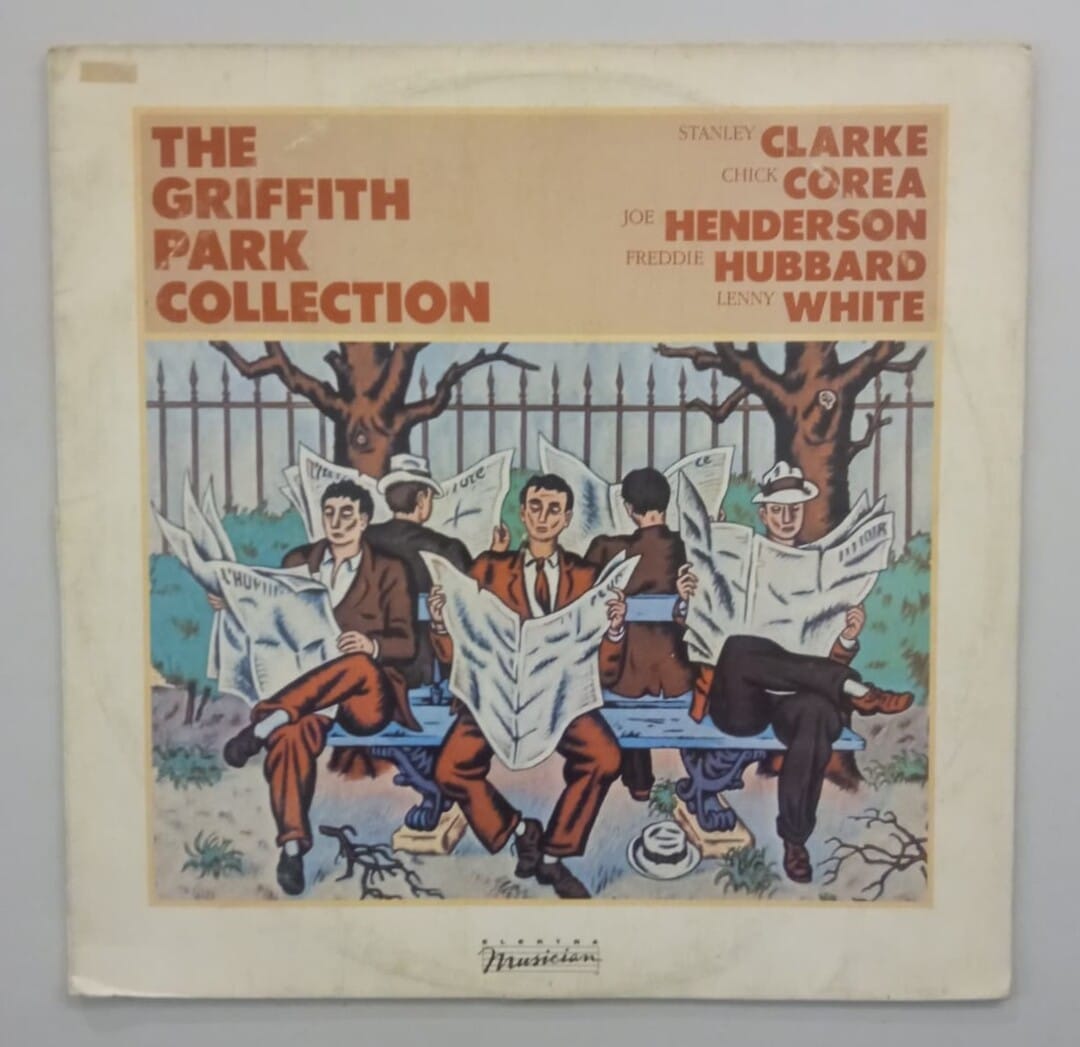 THE
GRIFFITH
PARK
COLLECTION
STANLEY CLARKE
CHICK COREA
JOE HENDERSON
FREDDIE HUBBARD
LENNY WHITE
ELEKTRA
Musician